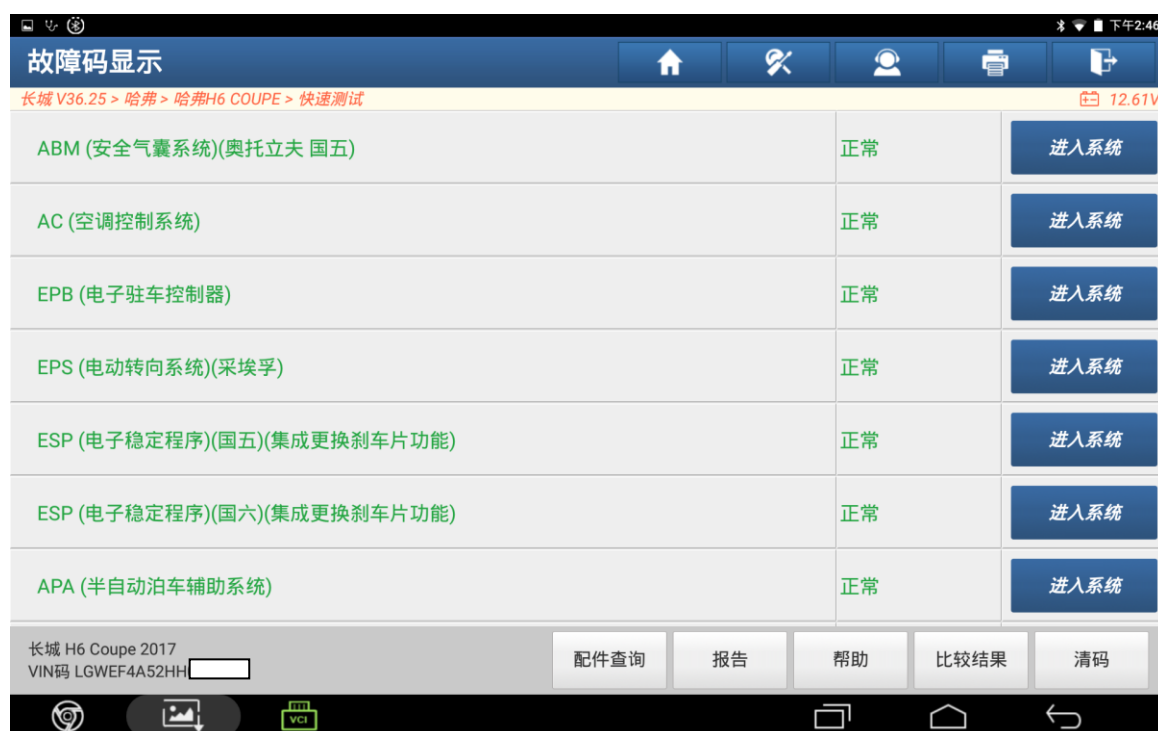 下午2:46
故障码显示
长城 V36.25 > 哈弗 > 哈弗H6 COUPE > 快速测试 12.61V
ABM (安全气囊系统)(奥托立夫 国五) 正常 进入系统
AC (空调控制系统) 正常 进入系统
EPB (电子驻车控制器) 正常 进入系统
EPS (电动转向系统)(采埃孚) 正常 进入系统
ESP (电子稳定程序)(国五)(集成更换刹车片功能) 正常 进入系统
ESP (电子稳定程序)(国六)(集成更换刹车片功能) 正常 进入系统
APA (半自动泊车辅助系统) 正常 进入系统
长城 H6 Coupe 2017
VIN码 LGWEF4A52HH
配件查询 报告 帮助 比较结果 清码
VCI